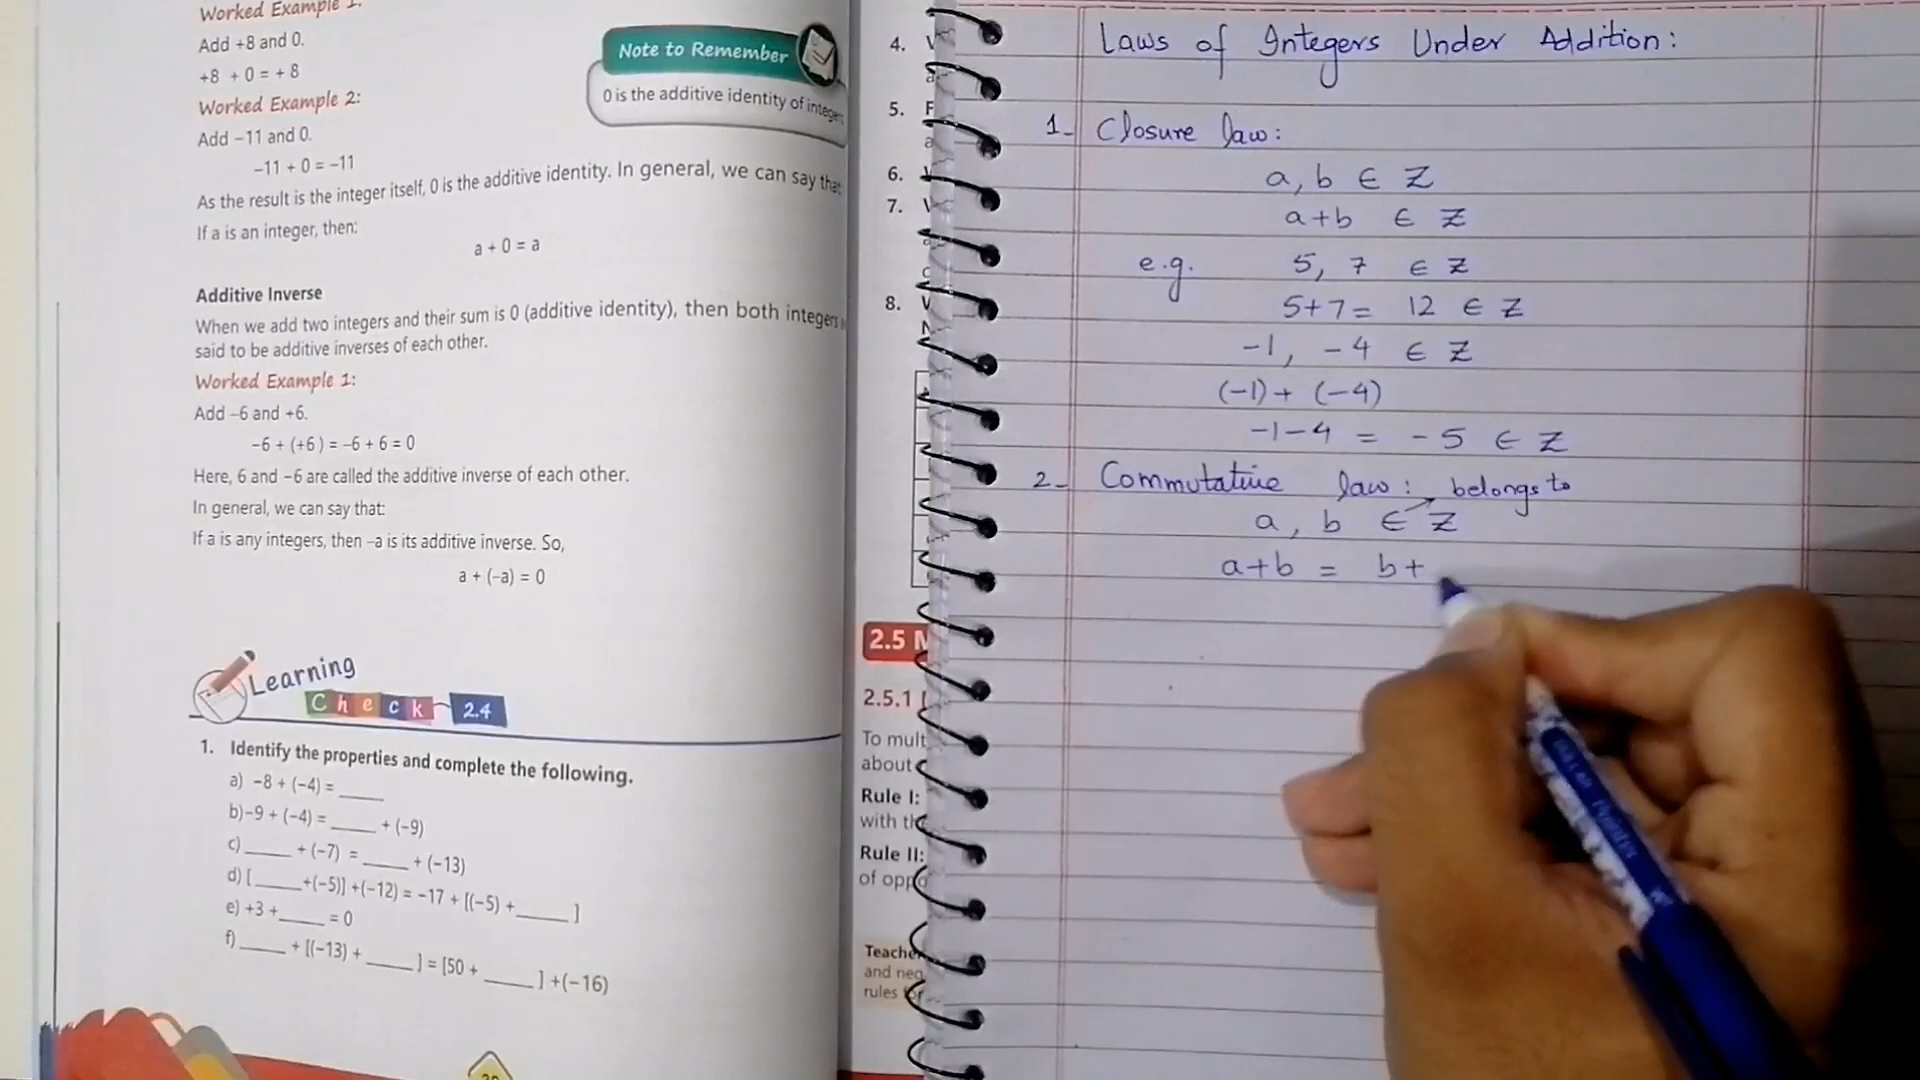 Worked Example 1:
Add +8 and 0.
+8 + 0 = + 8
Worked Example 2:
Add −11 and 0.
−11 + 0 = −11
Note to Remember
0 is the additive identity of integer
As the result is the integer itself, 0 is the additive identity. In general, we can say that
If a is an integer, then:
a + 0 = a
Additive Inverse
When we add two integers and their sum is 0 (additive identity), then both integers
said to be additive inverses of each other.
Worked Example 1:
Add −6 and +6.
−6 + (+6 ) = −6 + 6 = 0
Here, 6 and −6 are called the additive inverse of each other.
In general, we can say that:
If a is any integers, then −a is its additive inverse. So,
a + (−a) = 0
Learning
Check 2.4
1. Identify the properties and complete the following.
a) −8 + (−4) = ____
b) −9 + (−4) = ____ + (−9)
c) ____ + (−7) = ____ + (−13)
d) [ ____ +(−5)] +(−12) = −17 + [(−5) + ____ ]
e) +3 + ____ = 0
f) ____ + [(−13) + ____ ] = [50 + ____ ] +(−16)
4.
5. F
6.
7.
8.
2.5
2.5.1
To mult
about
Rule I:
with th
Rule II:
of opp
Teache
and neg
rules for
Laws of Integers Under Addition:
1- Closure law:
a, b ∈ Z
a+b ∈ Z
e.g. 5, 7 ∈ Z
5+7= 12 ∈ Z
-1, -4 ∈ Z
(-1)+ (-4)
-1-4 = -5 ∈ Z
2- Commutative law: belongs to
a, b ∈ Z
a+b = b+